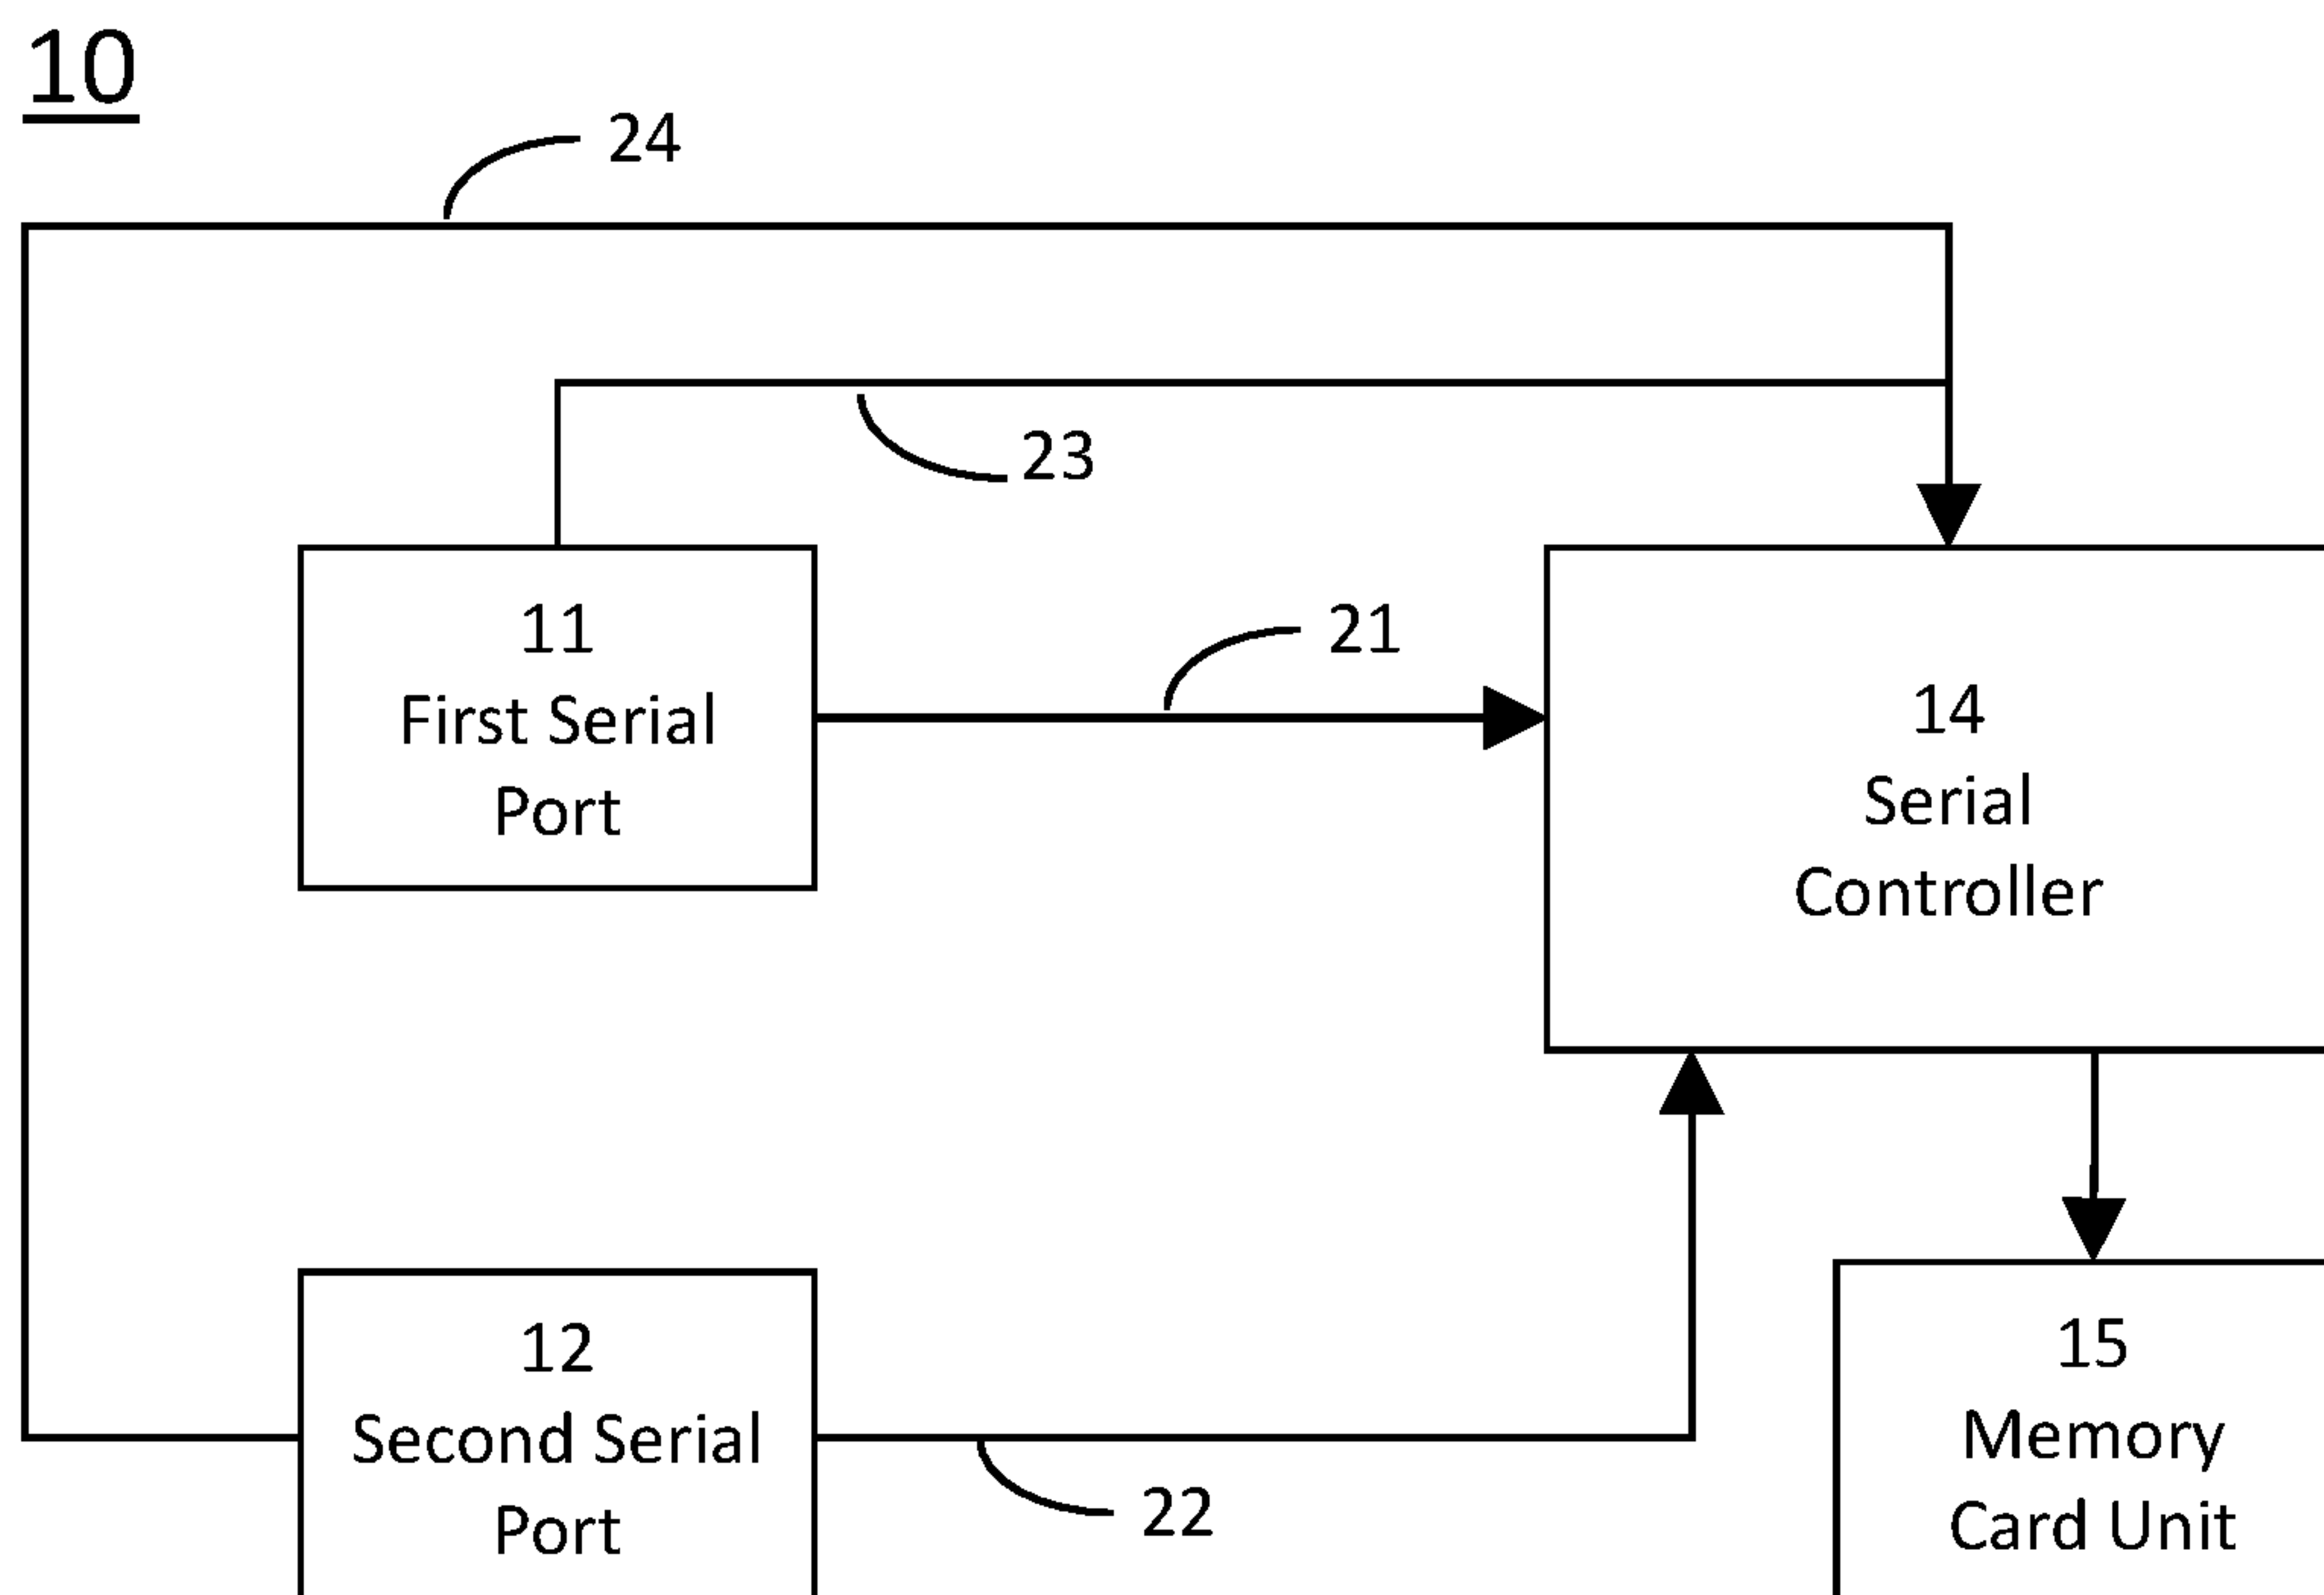 10
24
23
11
First Serial
Port
21
14
Serial
Controller
12
Second Serial
Port
22
15
Memory
Card Unit